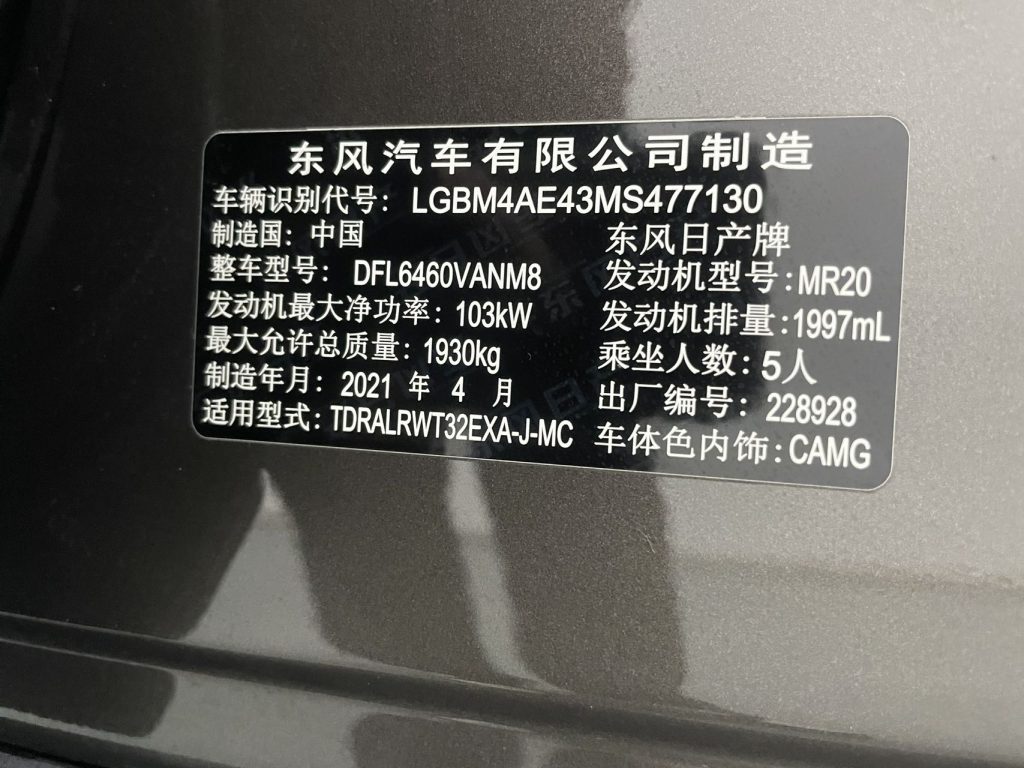 东风汽车有限公司制造
车辆识别代号: LGBM4AE43MS477130
制造国: 中国 东风日产牌
整车型号: DFL6460VANM8 发动机型号: MR20
发动机最大净功率: 103kW 发动机排量: 1997mL
最大允许总质量: 1930kg 乘坐人数: 5人
制造年月: 2021 年 4 月 出厂编号: 228928
适用型式: TDRALRWT32EXA-J-MC 车体色内饰: CAMG